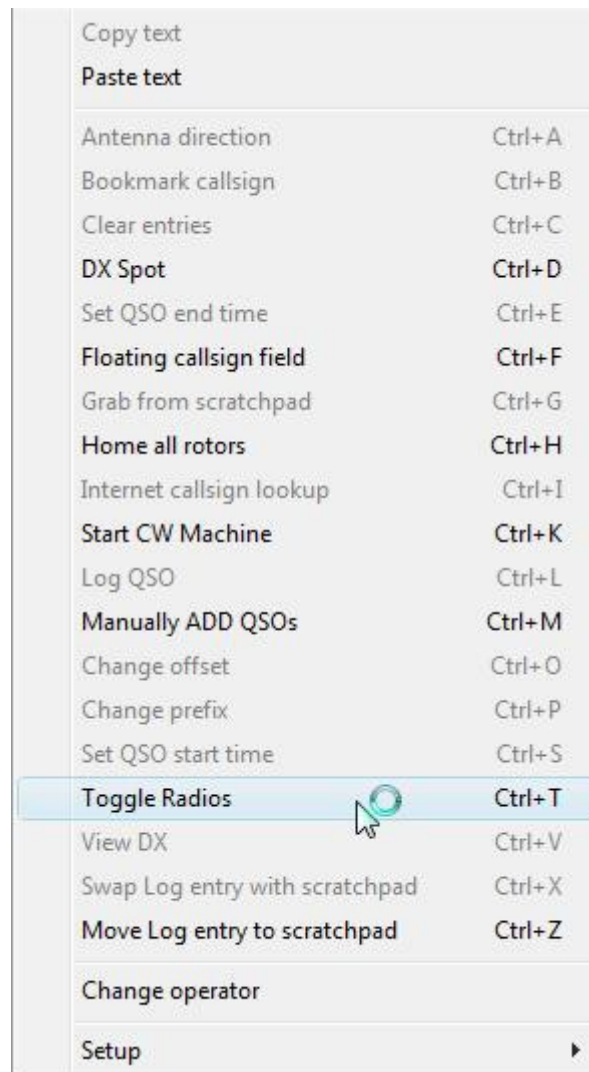 Copy text
Paste text
Antenna direction Ctrl+A
Bookmark callsign Ctrl+B
Clear entries Ctrl+C
DX Spot Ctrl+D
Set QSO end time Ctrl+E
Floating callsign field Ctrl+F
Grab from scratchpad Ctrl+G
Home all rotors Ctrl+H
Internet callsign lookup Ctrl+I
Start CW Machine Ctrl+K
Log QSO Ctrl+L
Manually ADD QSOs Ctrl+M
Change offset Ctrl+O
Change prefix Ctrl+P
Set QSO start time Ctrl+S
Toggle Radios Ctrl+T
View DX Ctrl+V
Swap Log entry with scratchpad Ctrl+X
Move Log entry to scratchpad Ctrl+Z
Change operator
Setup